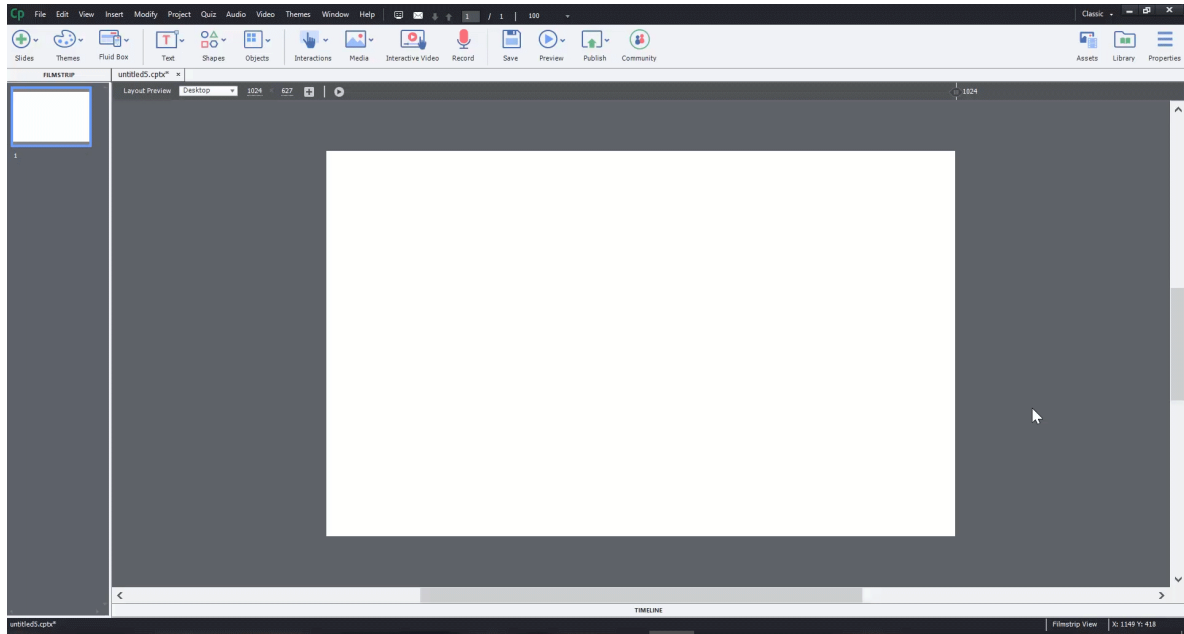 Cp File Edit View Insert Modify Project Quiz Audio Video Themes Window Help 1 / 1 100 Classic
Slides Themes Fluid Box Text Shapes Objects Interactions Media Interactive Video Record Save Preview Publish Community Assets Library Properties
FILMSTRIP untitled5.cptx* ×
Layout Preview Desktop 1024 × 627 1024
1
TIMELINE
untitled5.cptx* Filmstrip View X: 1149 Y: 418